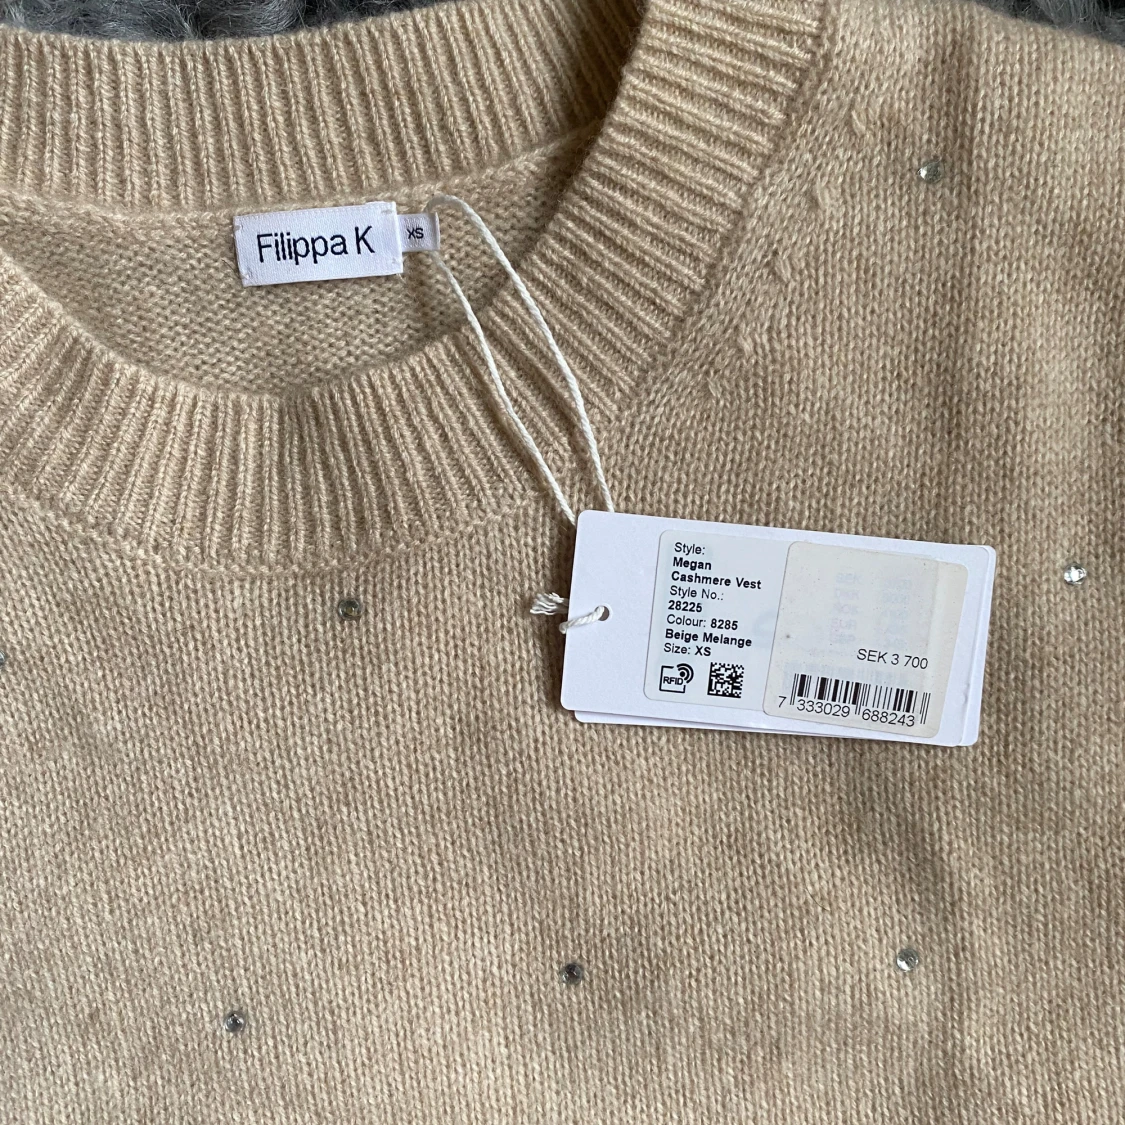 Filippa K
XS
Style:
Megan
Cashmere Vest
Style No.:
28225
Colour: 8285
Beige Melange
Size: XS
RFID
SEK 3 700
7 333029 688243